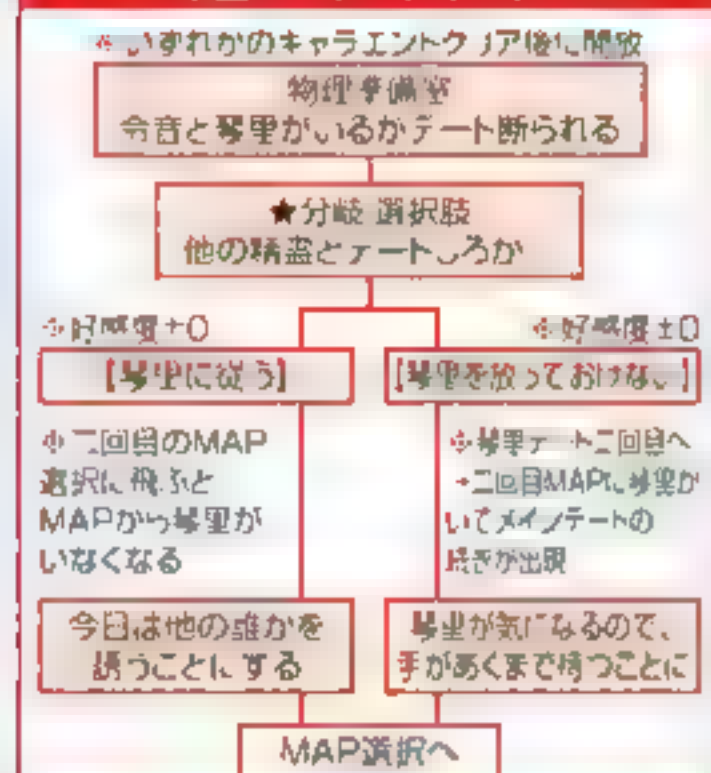 ※いずれかのキャラエンドクリア後に開放
物理準備室
令音と琴里がいるがデート断られる
★分岐 選択肢
他の精霊とデートしろか
※好感度±0
※好感度±0
【琴里に従う】
【琴里を放っておけない】
※二回目のMAP
選択に飛ぶと
MAPから琴里が
いなくなる
※琴里デート二回目へ
→二回目MAPに琴里が
いてメインデートの
続きが出現
今日は他の誰かを
誘うことにする
琴里が気になるので、
手があくまで待つことに
MAP選択へ